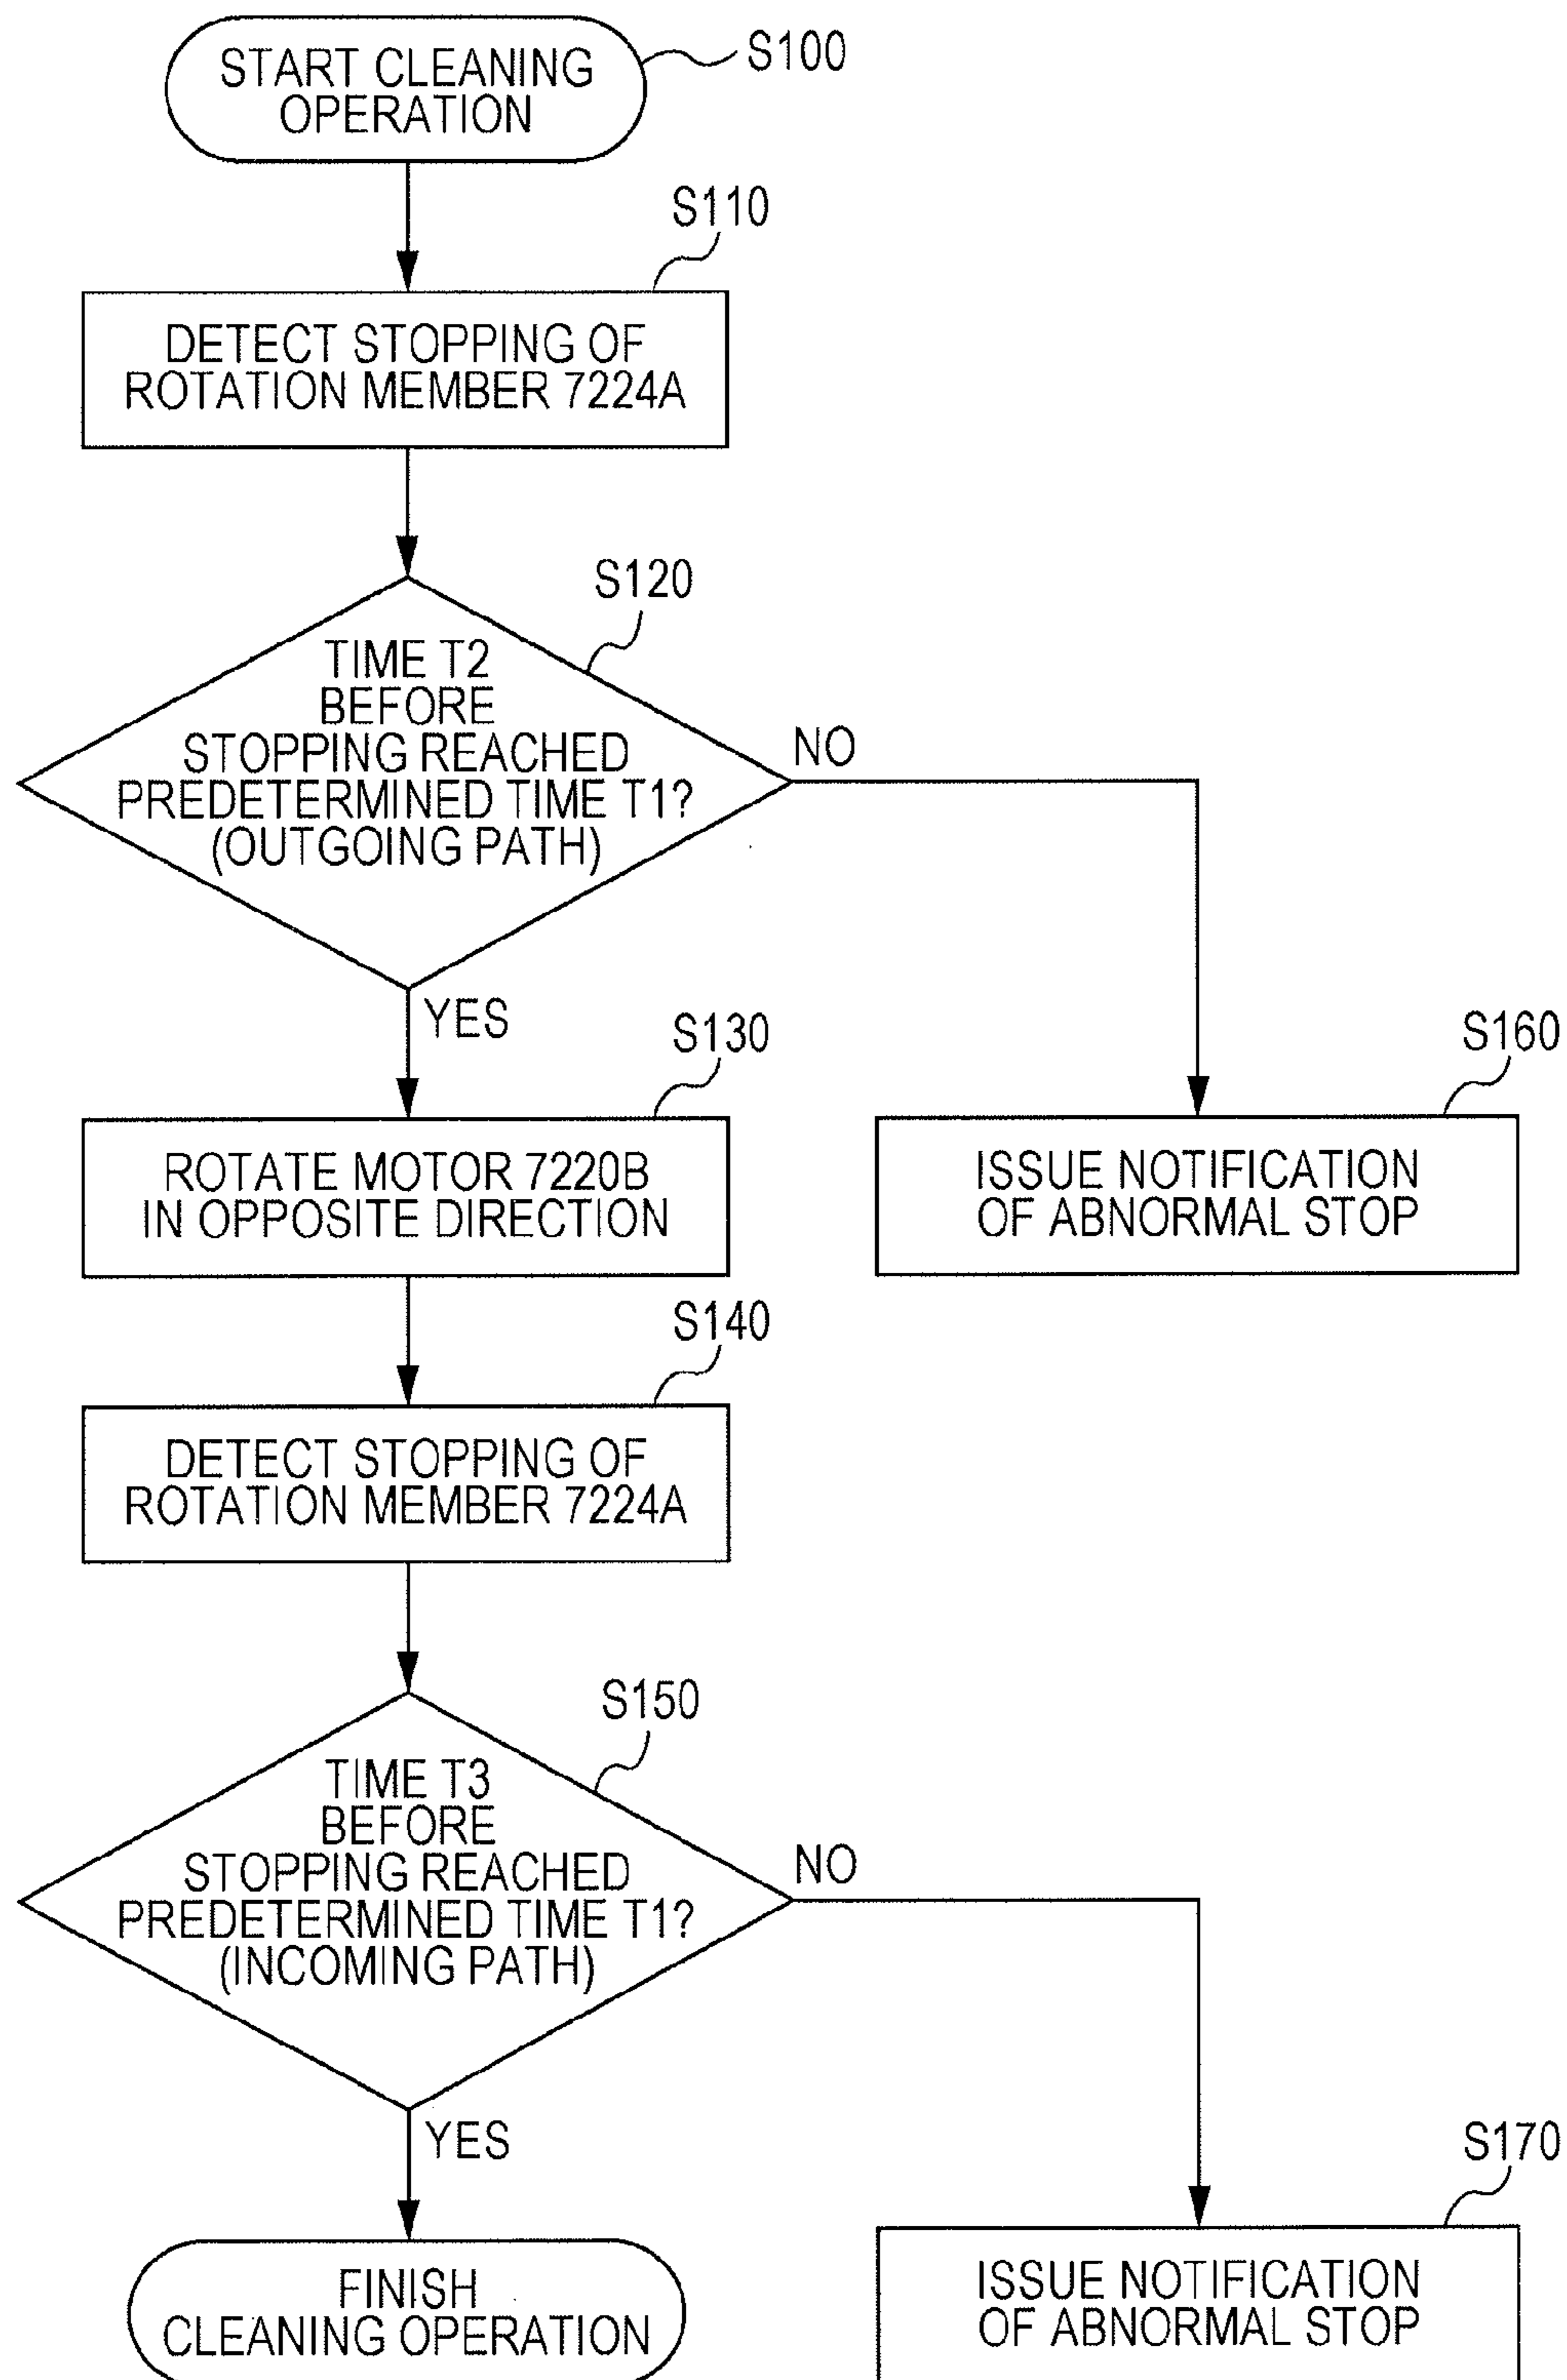 START CLEANING
OPERATION
S100
S110
DETECT STOPPING OF
ROTATION MEMBER 7224A
S120
TIME T2
BEFORE
STOPPING REACHED
PREDETERMINED TIME T1?
(OUTGOING PATH)
NO
YES
S130
ROTATE MOTOR 7220B
IN OPPOSITE DIRECTION
S160
ISSUE NOTIFICATION
OF ABNORMAL STOP
S140
DETECT STOPPING OF
ROTATION MEMBER 7224A
S150
TIME T3
BEFORE
STOPPING REACHED
PREDETERMINED TIME T1?
(INCOMING PATH)
NO
YES
S170
FINISH
CLEANING OPERATION
ISSUE NOTIFICATION
OF ABNORMAL STOP